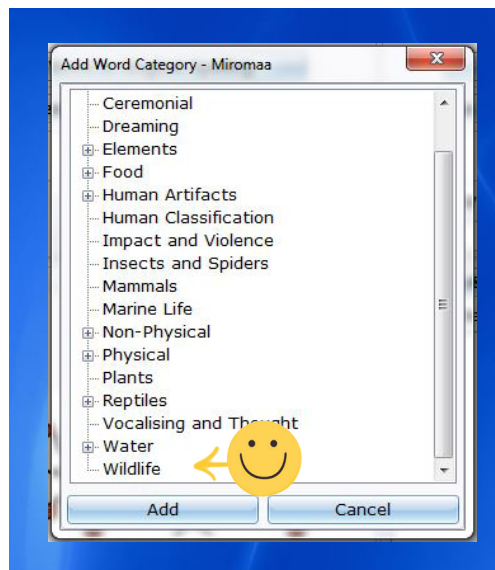 Add Word Category - Miromaa
Ceremonial
Dreaming
Elements
Food
Human Artifacts
Human Classification
Impact and Violence
Insects and Spiders
Mammals
Marine Life
Non-Physical
Physical
Plants
Reptiles
Vocalising and Thought
Water
Wildlife
Add Cancel